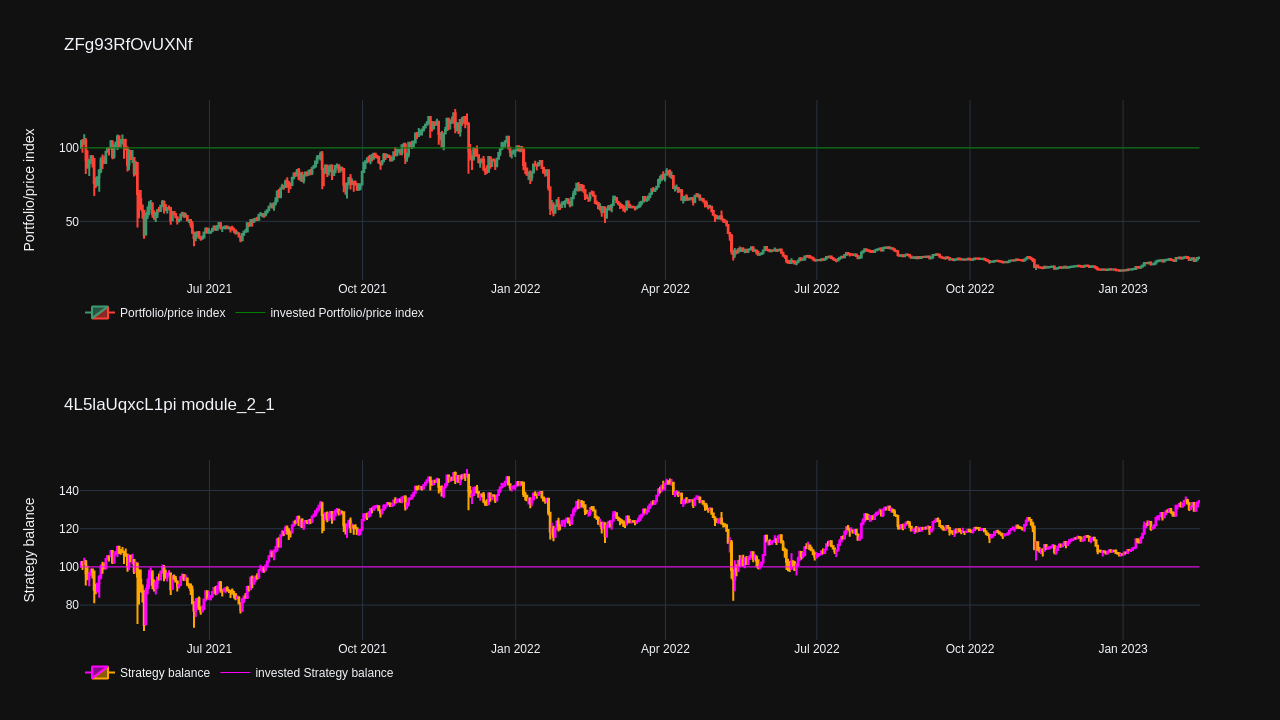 ZFg93RfOvUXNf
Portfolio/price index
100
50
Jul 2021 Oct 2021 Jan 2022 Apr 2022 Jul 2022 Oct 2022 Jan 2023
Portfolio/price index invested Portfolio/price index
4L5laUqxcL1pi module_2_1
Strategy balance
140
120
100
80
Jul 2021 Oct 2021 Jan 2022 Apr 2022 Jul 2022 Oct 2022 Jan 2023
Strategy balance invested Strategy balance